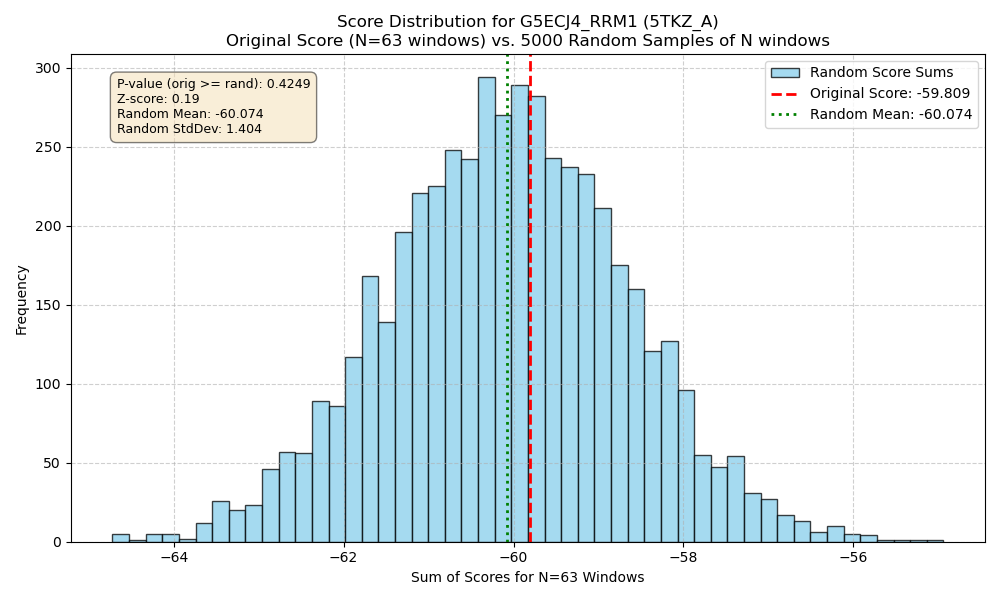 Score Distribution for G5ECJ4_RRM1 (5TKZ_A)
Original Score (N=63 windows) vs. 5000 Random Samples of N windows
P-value (orig >= rand): 0.4249
Z-score: 0.19
Random Mean: -60.074
Random StdDev: 1.404
Random Score Sums
Original Score: -59.809
Random Mean: -60.074
Frequency
300
250
200
150
100
50
0
−64 −62 −60 −58 −56
Sum of Scores for N=63 Windows